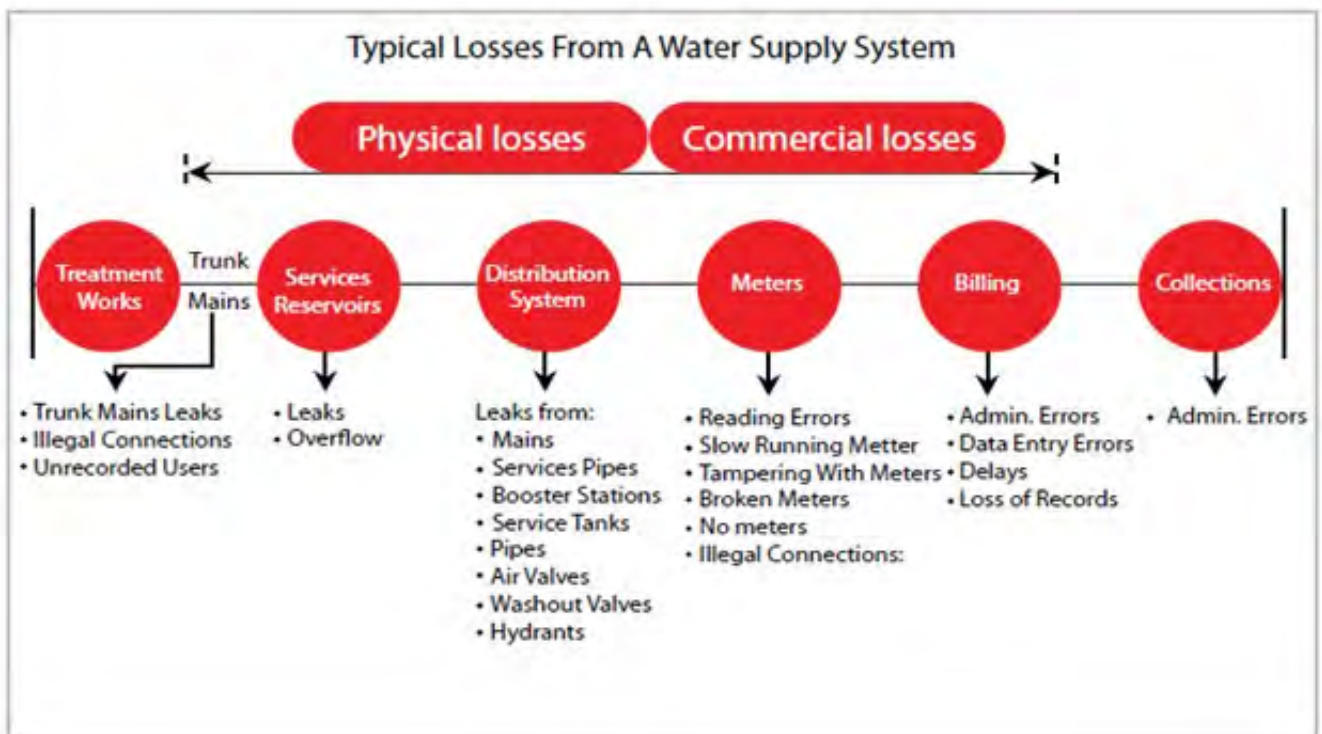 Typical Losses From A Water Supply System
Physical losses
Commercial losses
Treatment
Works
Trunk
Mains
Services
Reservoirs
Distribution
System
Meters
Billing
Collections
• Trunk Mains Leaks
• Illegal Connections
• Unrecorded Users
• Leaks
• Overflow
Leaks from:
• Mains
• Services Pipes
• Booster Stations
• Service Tanks
• Pipes
• Air Valves
• Washout Valves
• Hydrants
• Reading Errors
• Slow Running Metter
• Tampering With Meters
• Broken Meters
• No meters
• Illegal Connections:
• Admin. Errors
• Data Entry Errors
• Delays
• Loss of Records
• Admin. Errors